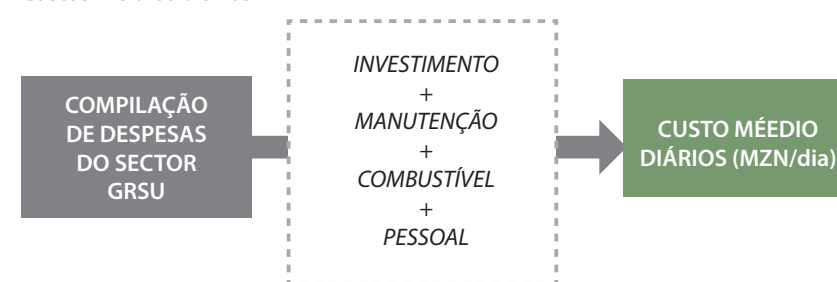 COMPILAÇÃO
DE DESPESAS
DO SECTOR
GRSU
INVESTIMENTO
+
MANUTENÇÃO
+
COMBUSTÍVEL
+
PESSOAL
CUSTO MÉEDIO
DIÁRIOS (MZN/dia)